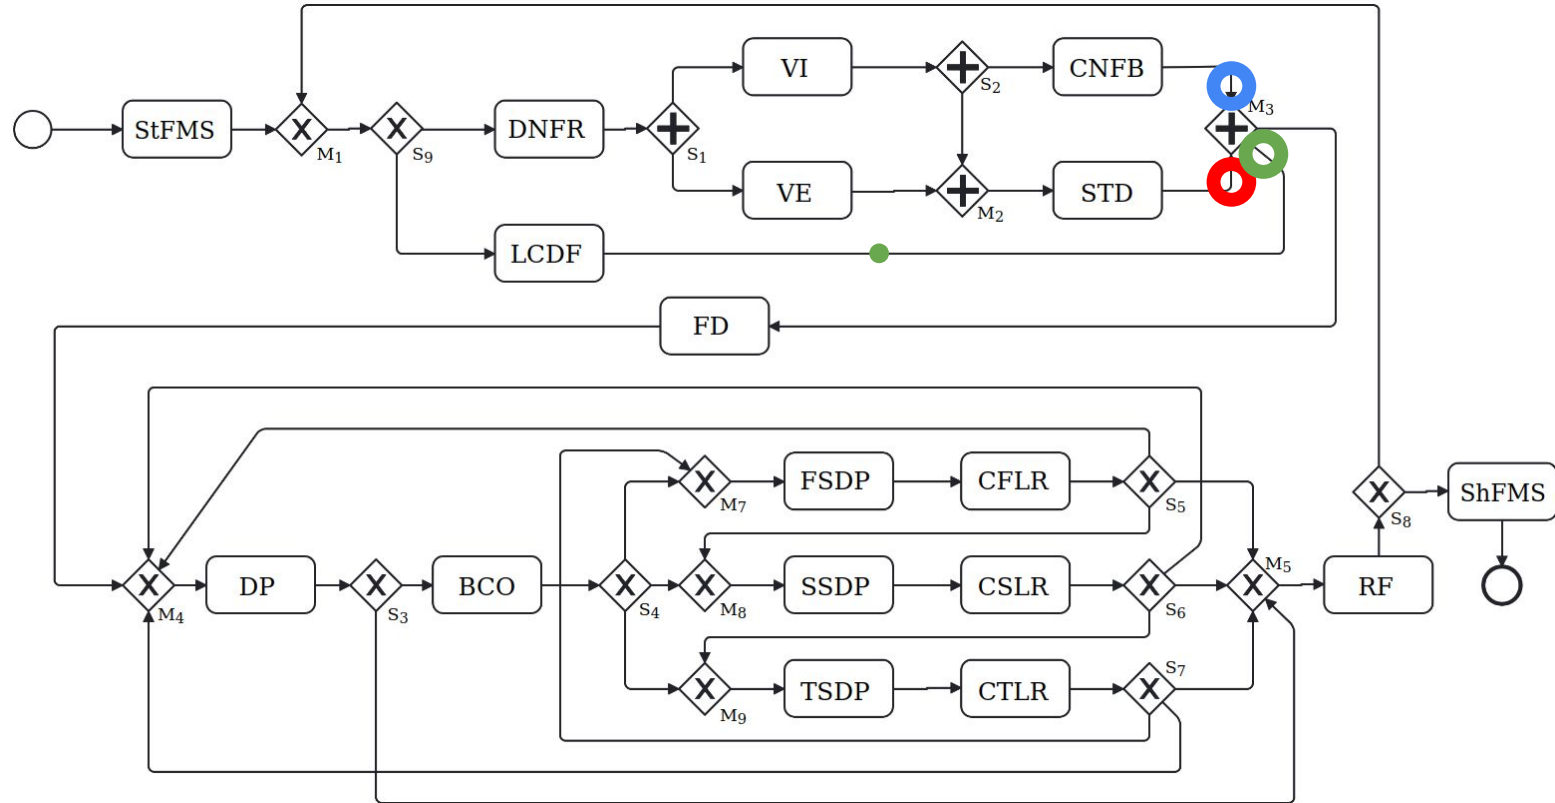 StFMS
M1
S9
DNFR
S1
VI
S2
CNFB
M3
VE
M2
STD
LCDF
FD
M4
DP
S3
BCO
S4
M7
FSDP
CFLR
S5
M8
SSDP
CSLR
S6
M5
RF
S8
ShFMS
M9
TSDP
CTLR
S7